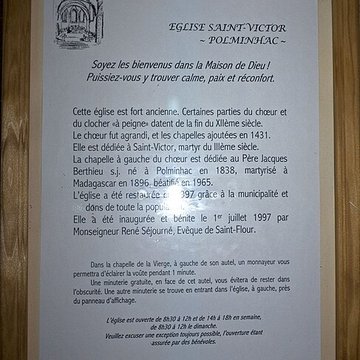 EGLISE SAINT-VICTOR
~ POLMINHAC~
Soyez les bienvenus dans la Maison de Dieu !
Puissiez-vous y trouver calme, paix et réconfort.
Cette église est fort ancienne. Certaines parties du chœur et
du clocher «à peigne» datent de la fin du XIIème siècle.
Le chœur fut agrandi, et les chapelles ajoutées en 1431.
Elle est dédiée à Saint-Victor, martyr du IIIème siècle.
La chapelle à gauche du chœur est dédiée au Père Jacques
Berthieu s.j. né à Polminhac en 1838, martyrisé à
Madagascar en 1896, béatifié en 1965.
L'église a été restaurée en 1997 grâce à la municipalité et
dons de toute la
Elle a été inaugurée et bénite le 1er juillet 1997 par
Monseigneur René Séjourné, Evêque de Saint-Flour.
Dans la chapelle de la Vierge, à gauche de son autel, un monnayeur vous
permettra d'éclairer la voûte pendant 1 minute.
Une minuterie gratuite, en face de cet autel, vous évitera de rester dans
l'obscurité. Une autre minuterie se trouve en entrant dans l'église, à gauche, près
du panneau d'affichage.
L'église est ouverte de 8h30 à 12h et de 14h à 18h en semaine,
de 8h30 à 12h le dimanche.
Veuillez excuser une exception toujours possible, l'ouverture étant
assurée par des bénévoles.